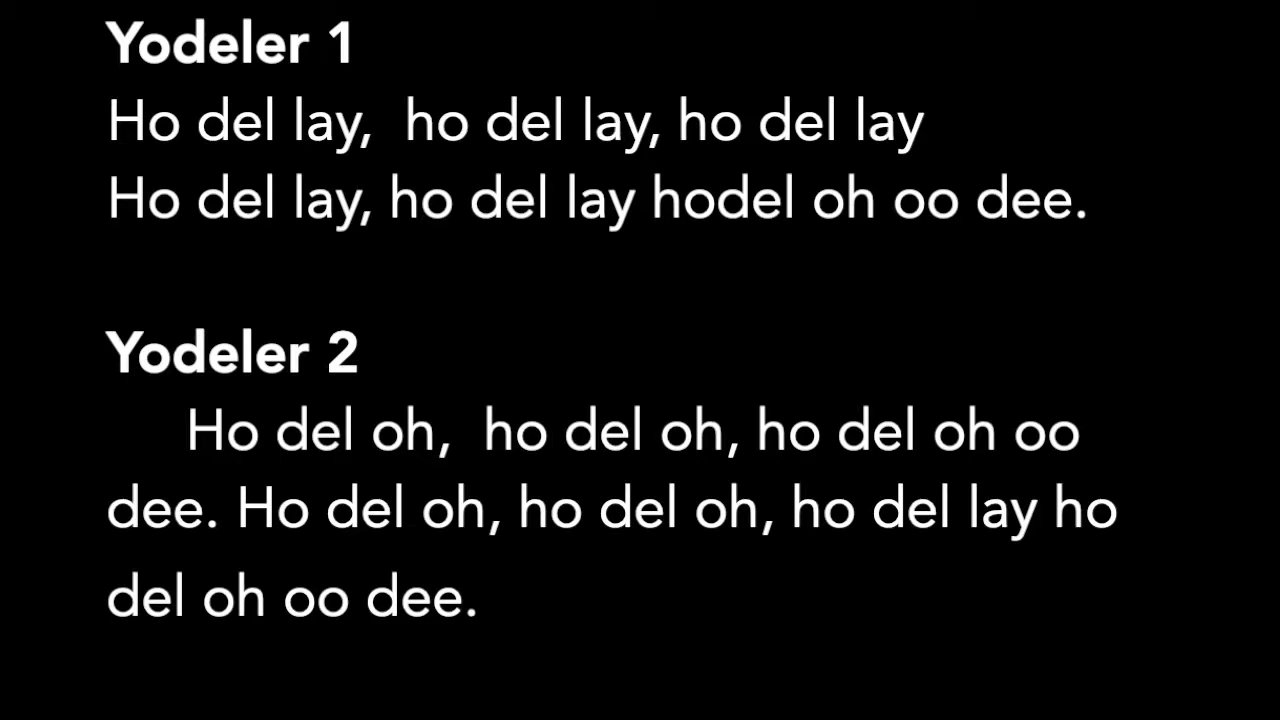 Yodeler 1
Ho del lay,  ho del lay, ho del lay
Ho del lay, ho del lay hodel oh oo dee.
Yodeler 2
Ho del oh,  ho del oh, ho del oh oo
dee. Ho del oh, ho del oh, ho del lay ho
del oh oo dee.